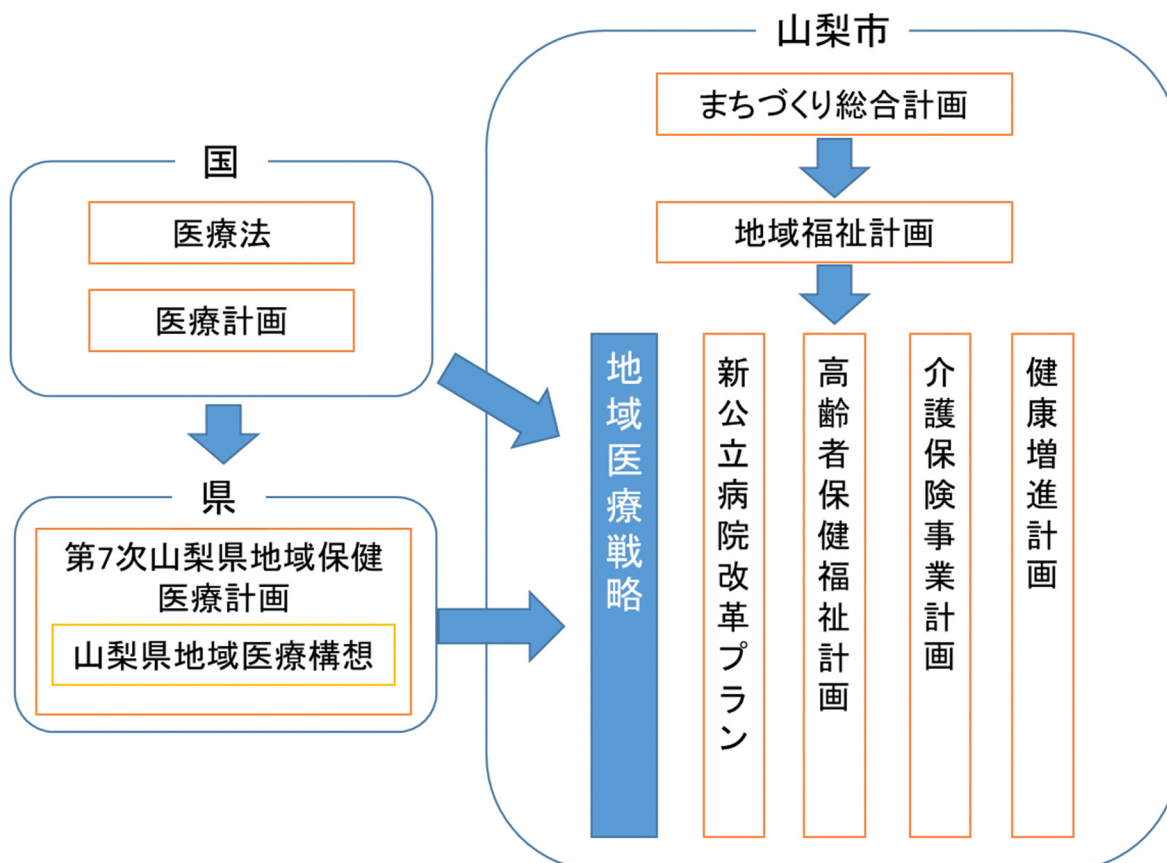 山梨市
まちづくり総合計画
地域福祉計画
国
医療法
医療計画
県
第7次山梨県地域保健
医療計画
山梨県地域医療構想
地域医療戦略
新公立病院改革プラン
高齢者保健福祉計画
介護保険事業計画
健康増進計画